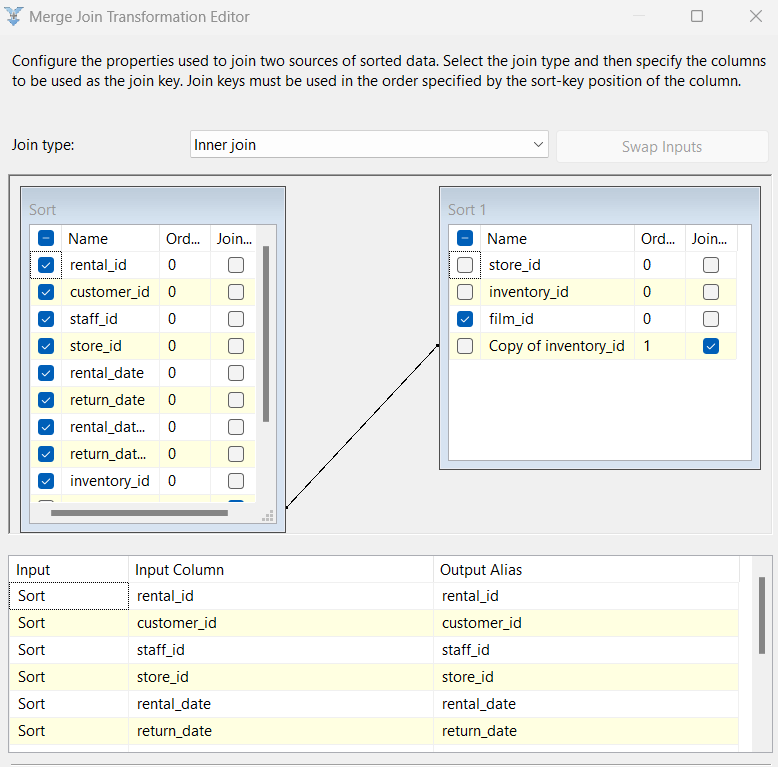 Merge Join Transformation Editor
Configure the properties used to join two sources of sorted data. Select the join type and then specify the columns
to be used as the join key. Join keys must be used in the order specified by the sort-key position of the column.
Join type: Inner join Swap Inputs
Sort
Name Ord... Join...
rental_id 0
customer_id 0
staff_id 0
store_id 0
rental_date 0
return_date 0
rental_dat... 0
return_dat... 0
inventory_id 0
Sort 1
Name Ord... Join...
store_id 0
inventory_id 0
film_id 0
Copy of inventory_id 1
Input Input Column Output Alias
Sort rental_id rental_id
Sort customer_id customer_id
Sort staff_id staff_id
Sort store_id store_id
Sort rental_date rental_date
Sort return_date return_date